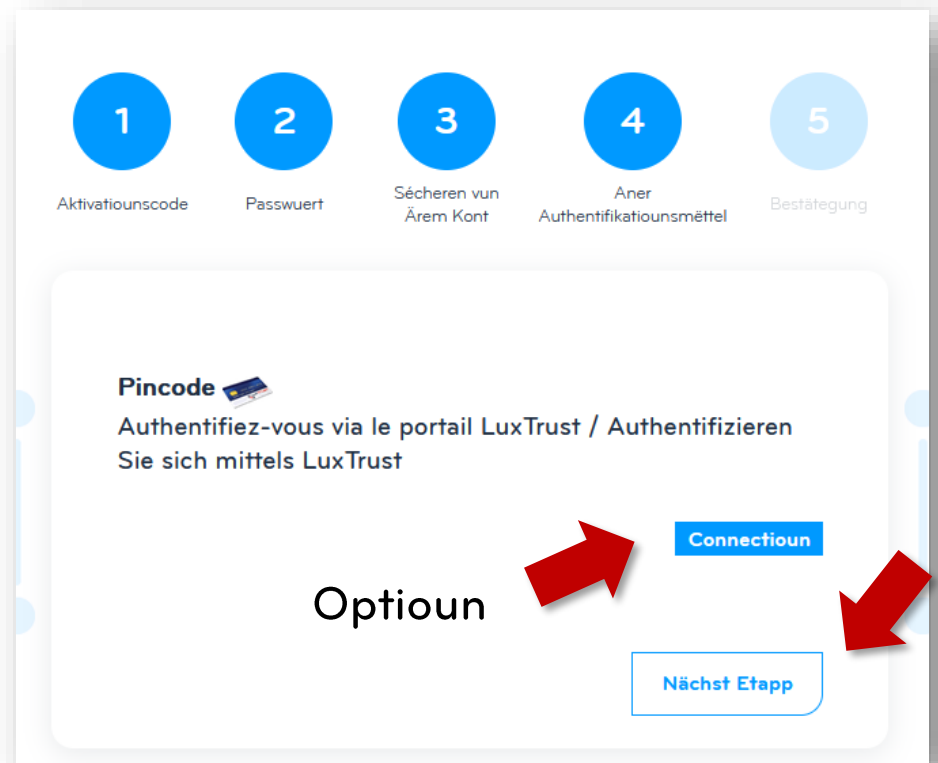 1
2
3
4
5
Aktivatiounscode
Passwuert
Sécheren vun
Ärem Kont
Aner
Authentifikatiounsmëttel
Bestätegung
Pincode
Authentifiez-vous via le portail LuxTrust / Authentifizieren
Sie sich mittels LuxTrust
Connectioun
Optioun
Nächst Etapp